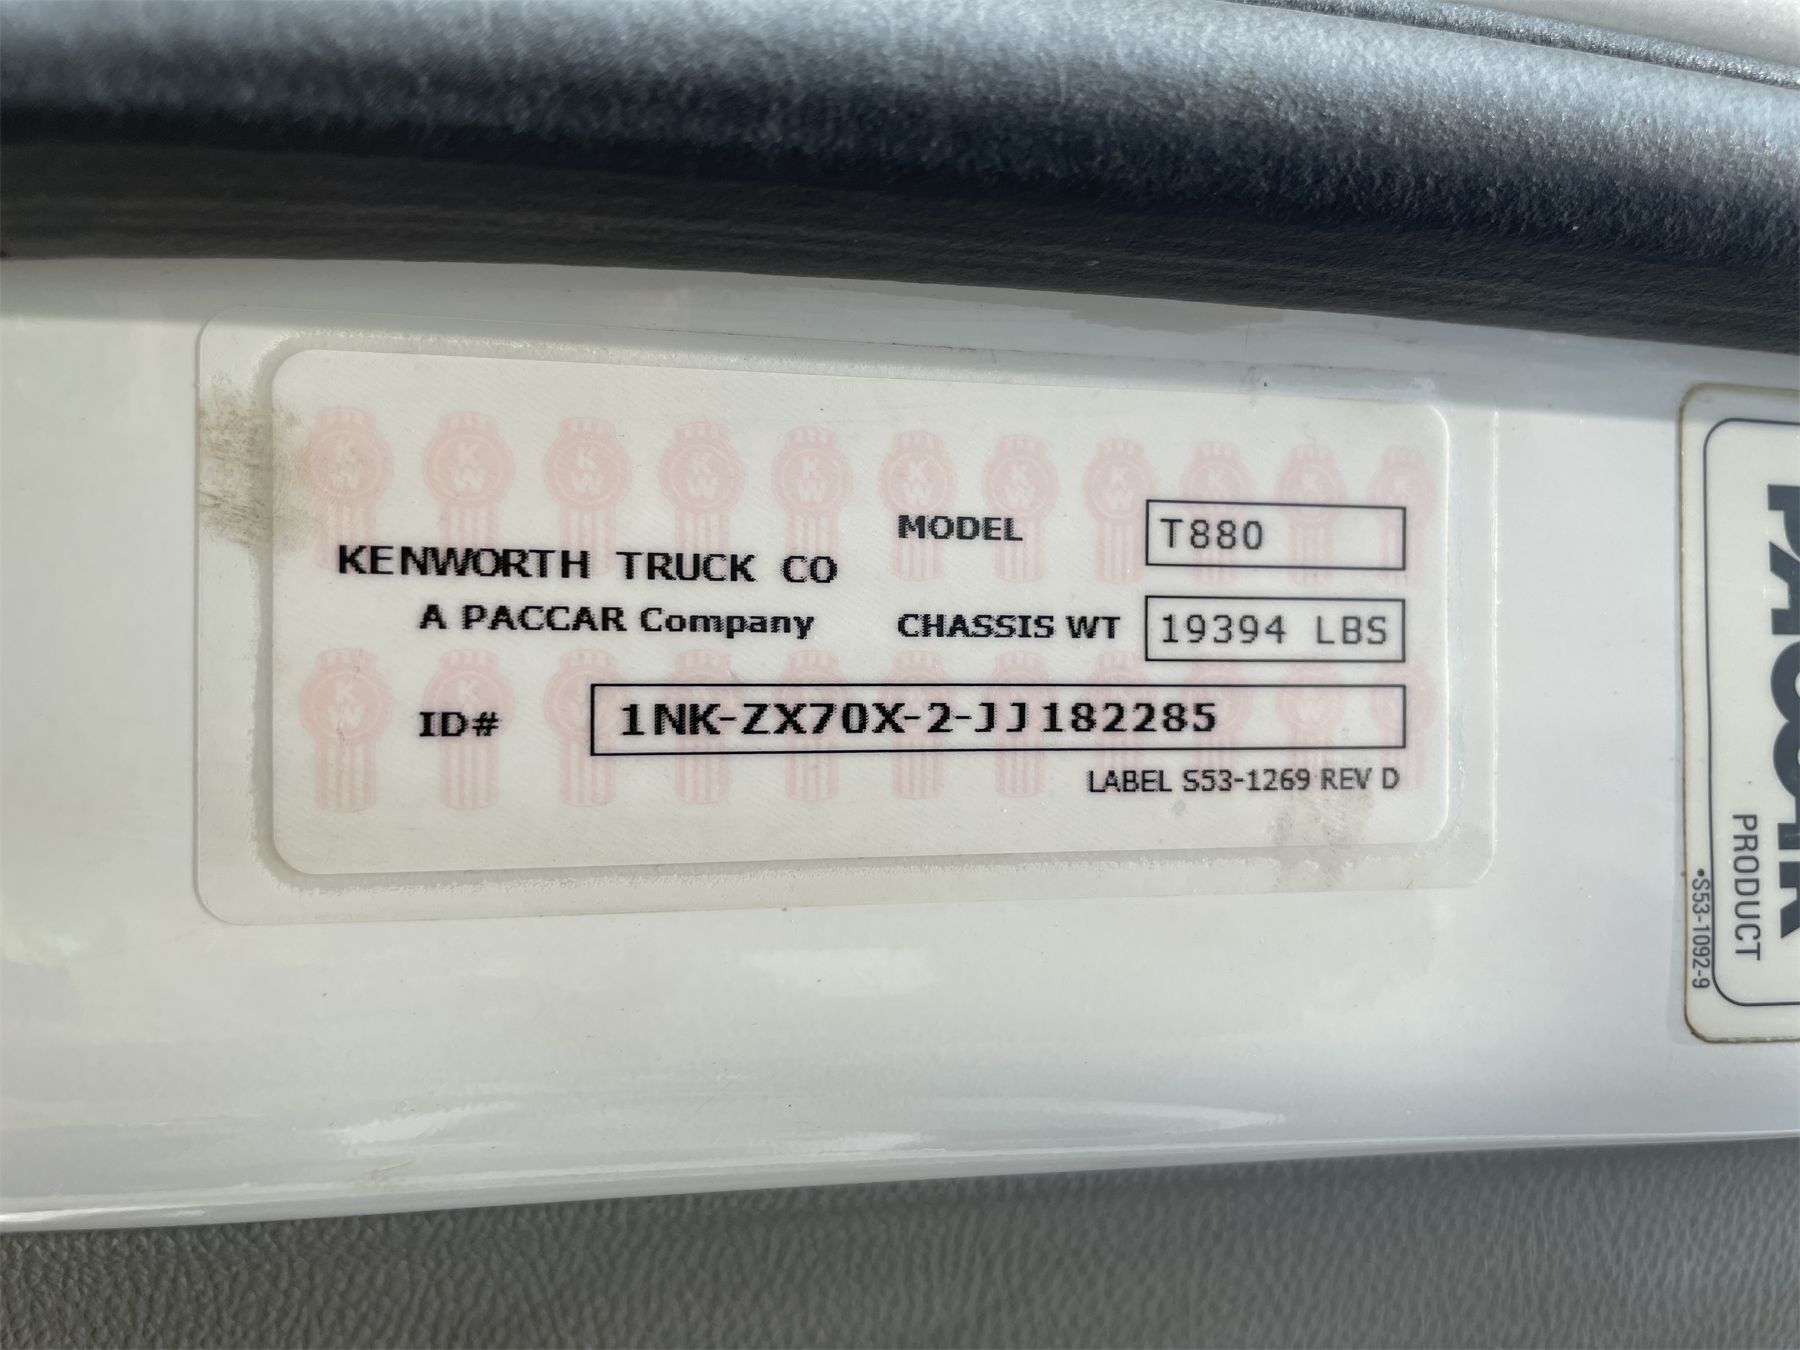 MODEL T880
KENWORTH TRUCK CO
A PACCAR Company
CHASSIS WT 19394 LBS
ID# 1NK-ZX70X-2-JJ182285
LABEL S53-1269 REV D
PACCAR
PRODUCT
•S53-1092-9